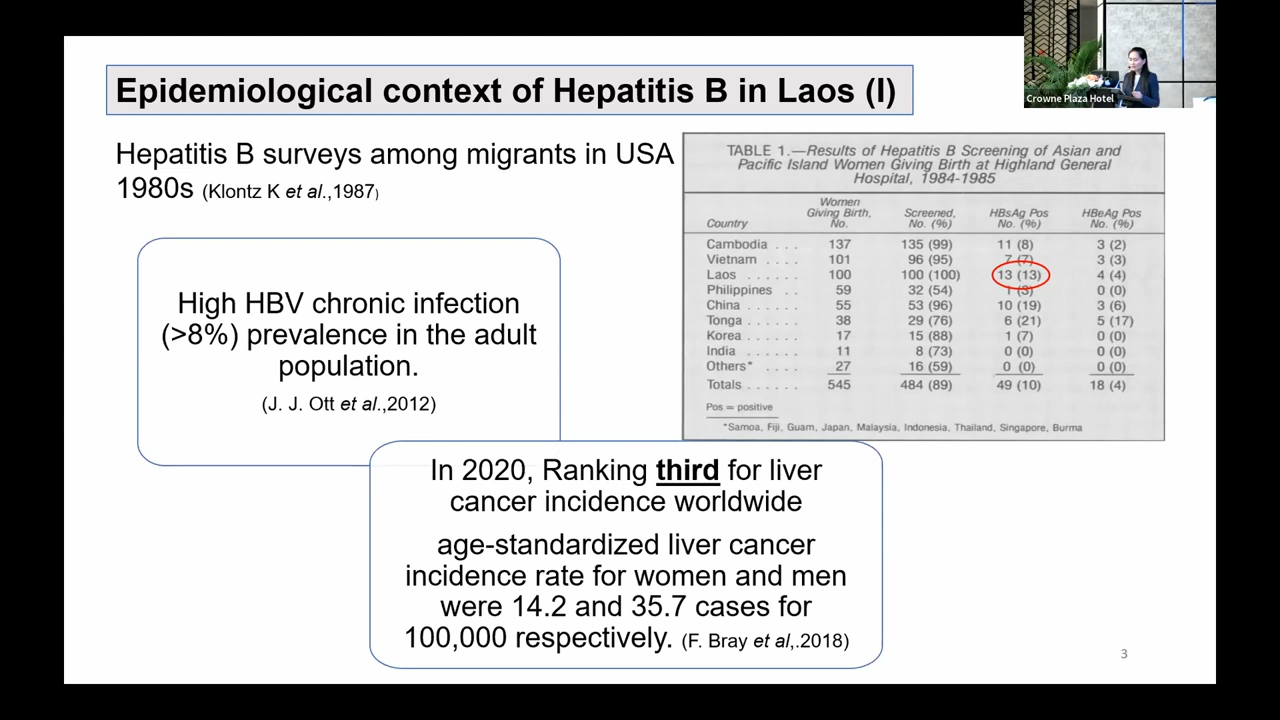 Epidemiological context of Hepatitis B in Laos (I)
Crowne Plaza Hotel
Hepatitis B surveys among migrants in USA
1980s (Klontz K et al.,1987)
TABLE 1.—Results of Hepatitis B Screening of Asian and
Pacific Island Women Giving Birth at Highland General
Hospital, 1984-1985
Country Women Giving Birth, No. Screened, No. (%) HBsAg Pos No. (%) HBeAg Pos No. (%)
Cambodia . . . 137 135 (99) 11 (8) 3 (2)
Vietnam . . . . 101 96 (95) 7 (7) 3 (3)
Laos . . . . . . 100 100 (100) 13 (13) 4 (4)
Philippines . . 59 32 (54) 1 (3) 0 (0)
China . . . . . 55 53 (96) 10 (19) 3 (6)
Tonga . . . . . . 38 29 (76) 6 (21) 5 (17)
Korea . . . . . . 17 15 (88) 1 (7) 0 (0)
India . . . . . . 11 8 (73) 0 (0) 0 (0)
Others* . . . . 27 16 (59) 0 (0) 0 (0)
Totals . . . . . . 545 484 (89) 49 (10) 18 (4)
Pos = positive
*Samoa, Fiji, Guam, Japan, Malaysia, Indonesia, Thailand, Singapore, Burma
High HBV chronic infection
(>8%) prevalence in the adult
population.
(J. J. Ott et al.,2012)
In 2020, Ranking third for liver
cancer incidence worldwide
age-standardized liver cancer
incidence rate for women and men
were 14.2 and 35.7 cases for
100,000 respectively. (F. Bray et al,.2018)
3